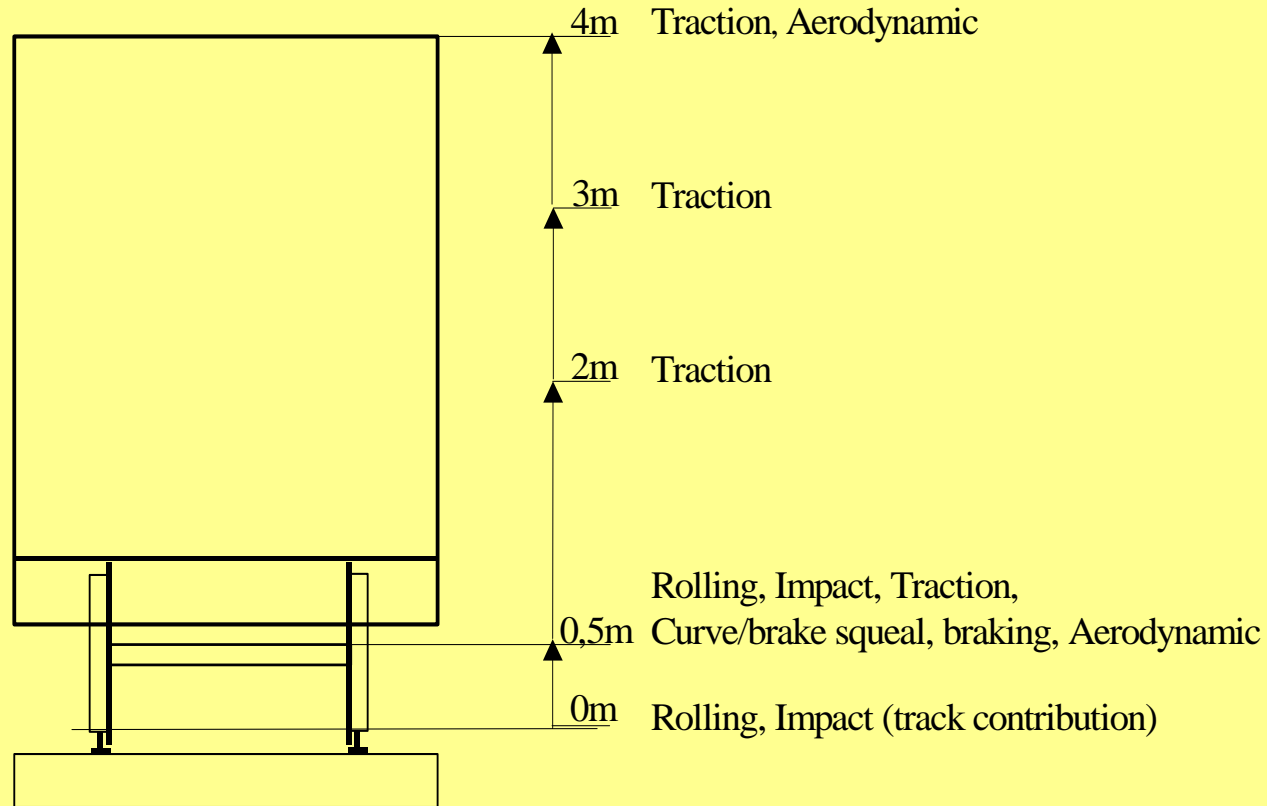 4m Traction, Aerodynamic
3m Traction
2m Traction
Rolling, Impact, Traction,
0,5m Curve/brake squeal, braking, Aerodynamic
0m Rolling, Impact (track contribution)